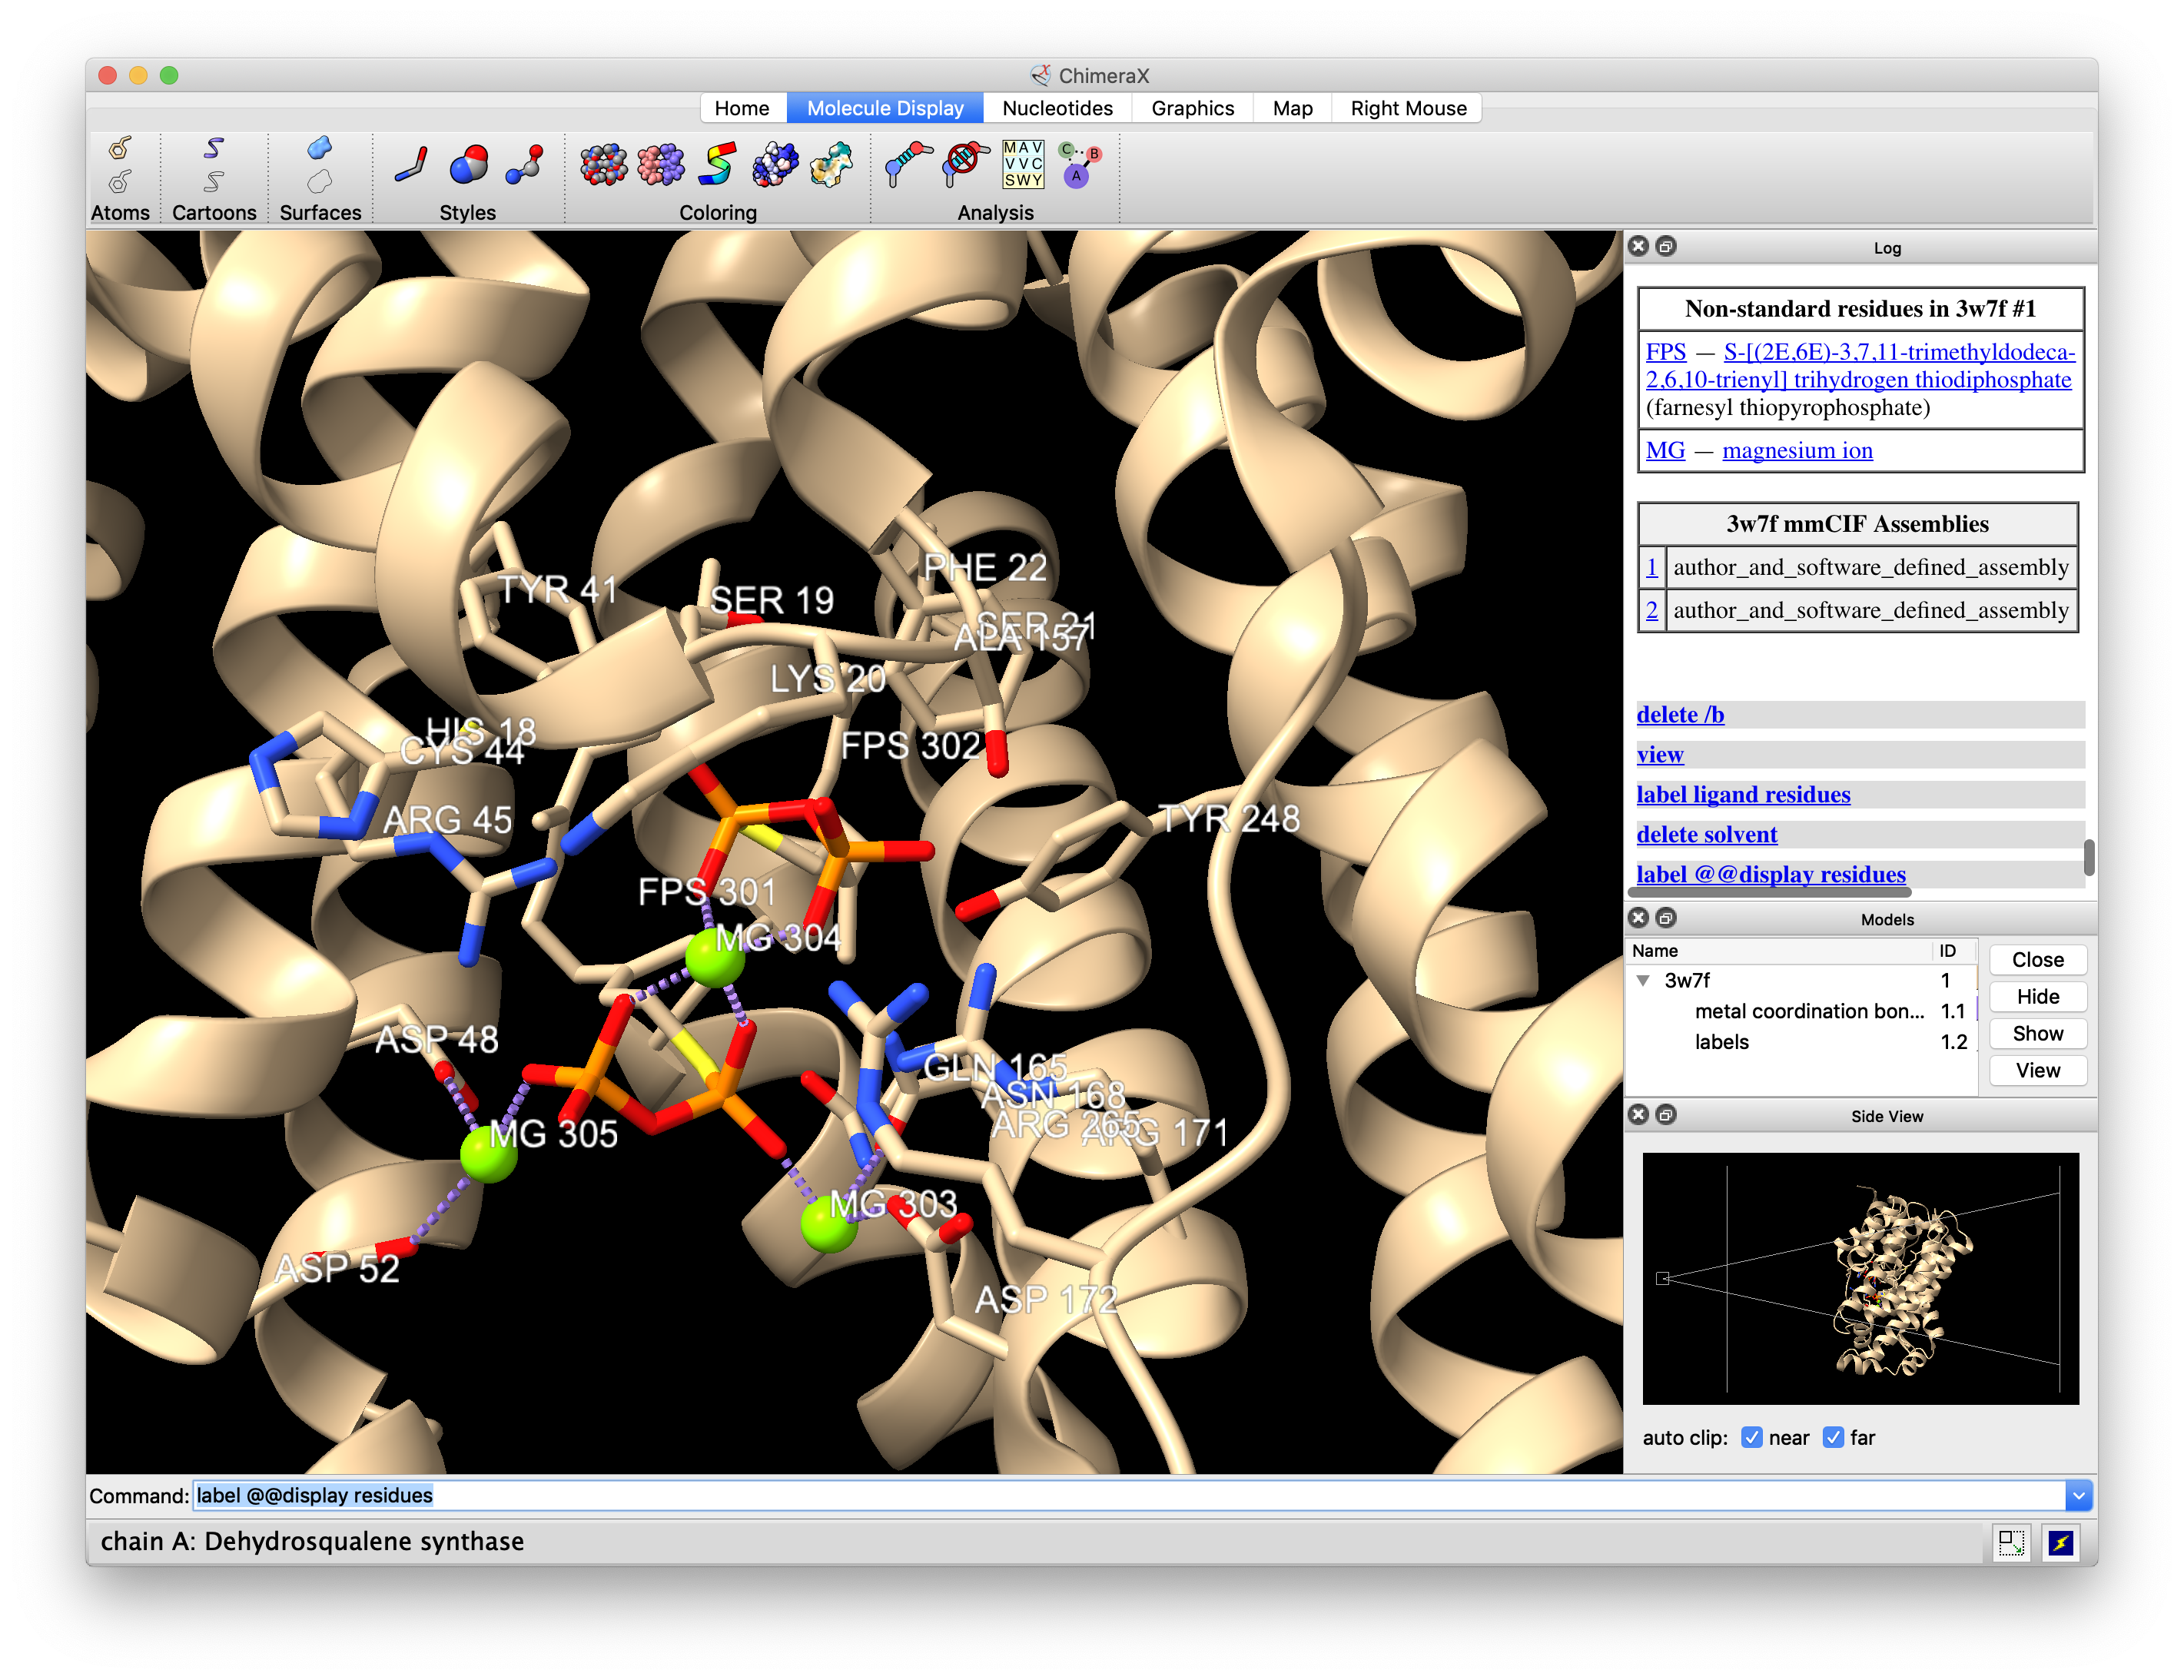 ChimeraX
Home
Molecule Display
Nucleotides
Graphics
Map
Right Mouse
MAV
VVC
SWY
C
B
A
Atoms
Cartoons
Surfaces
Styles
Coloring
Analysis
PHE 22
TYR 41
SER 19
SER 21
ALA 157
LYS 20
HIS 18
CYS 44
FPS 302
ARG 45
TYR 248
FPS 301
MG 304
ASP 48
GLN 165
ASN 168
ARG 265
ARG 171
MG 305
MG 303
ASP 52
ASP 172
Log
Non-standard residues in 3w7f #1
FPS — S-[(2E,6E)-3,7,11-trimethyldodeca-
2,6,10-trienyl] trihydrogen thiodiphosphate
(farnesyl thiopyrophosphate)
MG — magnesium ion
3w7f mmCIF Assemblies
1 author_and_software_defined_assembly
2 author_and_software_defined_assembly
delete /b
view
label ligand residues
delete solvent
label @@display residues
Models
Name ID
3w7f 1
metal coordination bon... 1.1
labels 1.2
Close
Hide
Show
View
Side View
auto clip: near far
Command: label @@display residues
chain A: Dehydrosqualene synthase